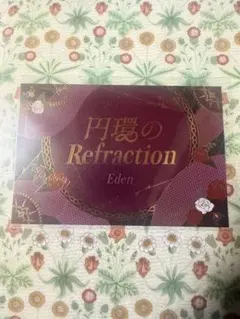 円環の
Refraction
Eden